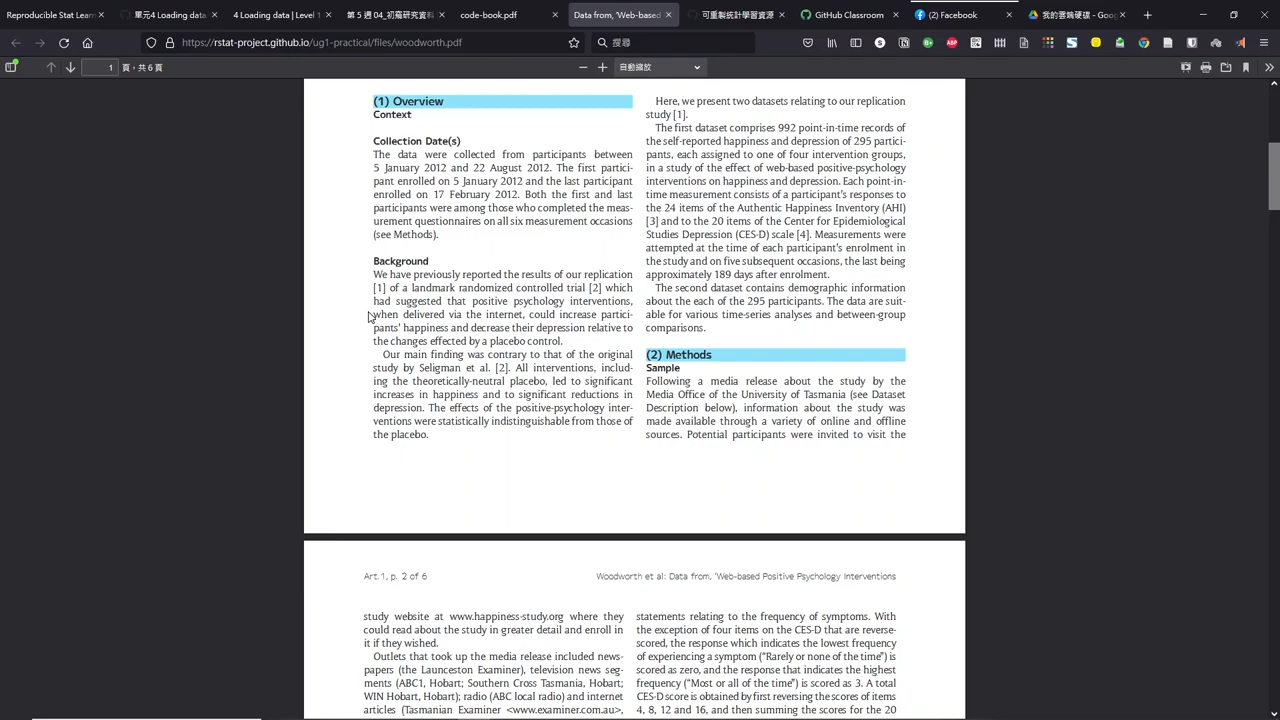 Reproducible Stat Learn
單元4 Loading data
4 Loading data | Level 1
第 5 週 04_初窺研究資料
code-book.pdf
Data from, 'Web-based
可重製統計學習資源
GitHub Classroom
(2) Facebook
我的雲端硬碟 - Goog
https://rstat-project.github.io/ug1-practical/files/woodworth.pdf
搜尋
1
頁，共 6 頁
自動縮放
(1) Overview
Context
Collection Date(s)
The data were collected from participants between
5 January 2012 and 22 August 2012. The first partici-
pant enrolled on 5 January 2012 and the last participant
enrolled on 17 February 2012. Both the first and last
participants were among those who completed the meas-
urement questionnaires on all six measurement occasions
(see Methods).
Background
We have previously reported the results of our replication
[1] of a landmark randomized controlled trial [2] which
had suggested that positive psychology interventions,
when delivered via the internet, could increase partici-
pants' happiness and decrease their depression relative to
the changes effected by a placebo control.
Our main finding was contrary to that of the original
study by Seligman et al. [2]. All interventions, includ-
ing the theoretically-neutral placebo, led to significant
increases in happiness and to significant reductions in
depression. The effects of the positive-psychology inter-
ventions were statistically indistinguishable from those of
the placebo.
Here, we present two datasets relating to our replication
study [1].
The first dataset comprises 992 point-in-time records of
the self-reported happiness and depression of 295 partici-
pants, each assigned to one of four intervention groups,
in a study of the effect of web-based positive-psychology
interventions on happiness and depression. Each point-in-
time measurement consists of a participant's responses to
the 24 items of the Authentic Happiness Inventory (AHI)
[3] and to the 20 items of the Center for Epidemiological
Studies Depression (CES-D) scale [4]. Measurements were
attempted at the time of each participant's enrolment in
the study and on five subsequent occasions, the last being
approximately 189 days after enrolment.
The second dataset contains demographic information
about the each of the 295 participants. The data are suit-
able for various time-series analyses and between-group
comparisons.
(2) Methods
Sample
Following a media release about the study by the
Media Office of the University of Tasmania (see Dataset
Description below), information about the study was
made available through a variety of online and offline
sources. Potential participants were invited to visit the
Art. 1, p. 2 of 6
Woodworth et al: Data from, 'Web-based Positive Psychology Interventions
study website at www.happiness-study.org where they
could read about the study in greater detail and enroll in
it if they wished.
Outlets that took up the media release included news-
papers (the Launceston Examiner), television news seg-
ments (ABC1, Hobart; Southern Cross Tasmania, Hobart;
WIN Hobart, Hobart); radio (ABC local radio) and internet
articles (Tasmanian Examiner <www.examiner.com.au>,
statements relating to the frequency of symptoms. With
the exception of four items on the CES-D that are reverse-
scored, the response which indicates the lowest frequency
of experiencing a symptom ("Rarely or none of the time") is
scored as zero, and the response that indicates the highest
frequency ("Most or all of the time") is scored as 3. A total
CES-D score is obtained by first reversing the scores of items
4, 8, 12 and 16, and then summing the scores for the 20